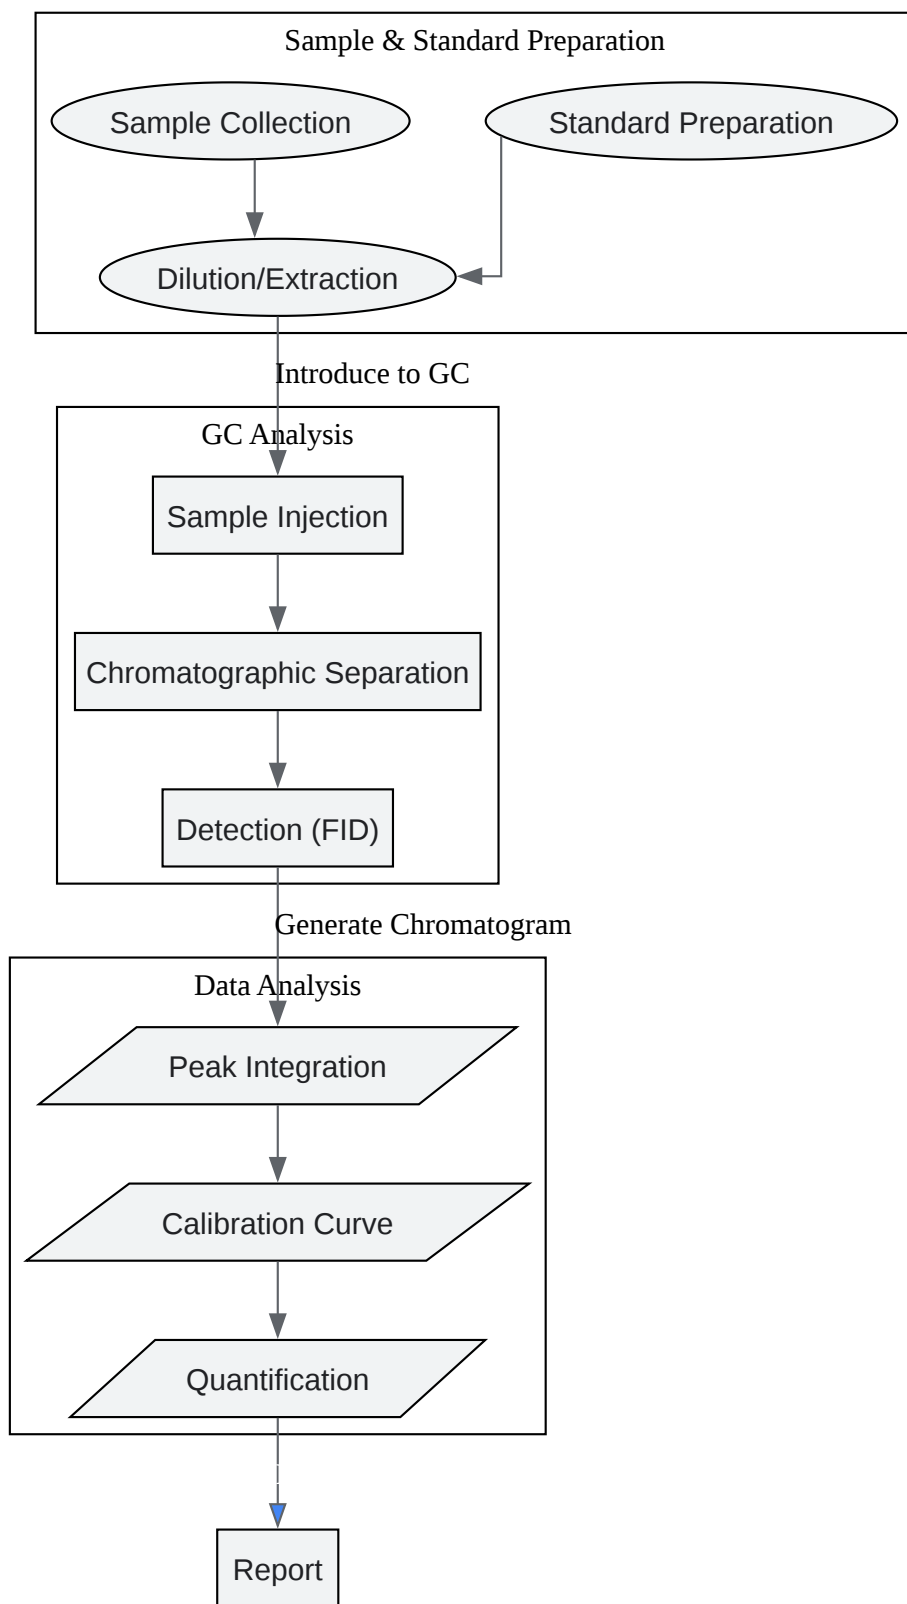 Sample & Standard Preparation
Sample Collection
Standard Preparation
Dilution/Extraction
Introduce to GC
GC Analysis
Sample Injection
Chromatographic Separation
Detection (FID)
Generate Chromatogram
Data Analysis
Peak Integration
Calibration Curve
Quantification
Report